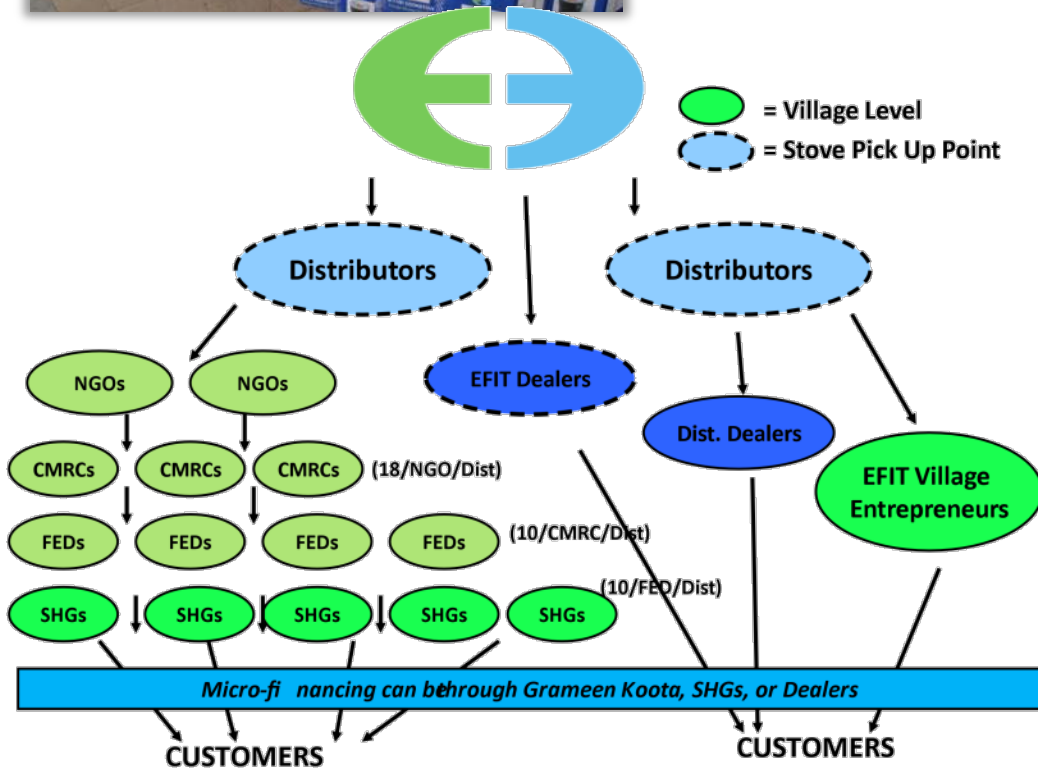 = Village Level
= Stove Pick Up Point
Distributors
Distributors
EFIT Dealers
NGOs
NGOs
Dist. Dealers
CMRCs
CMRCs
CMRCs
(18/NGO/Dist)
EFIT Village
Entrepreneurs
FEDs
FEDs
FEDs
FEDs
(10/CMRC/Dist)
(10/FED/Dist)
SHGs
SHGs
SHGs
SHGs
SHGs
Micro-fi nancing can be through Grameen Koota, SHGs, or Dealers
CUSTOMERS
CUSTOMERS